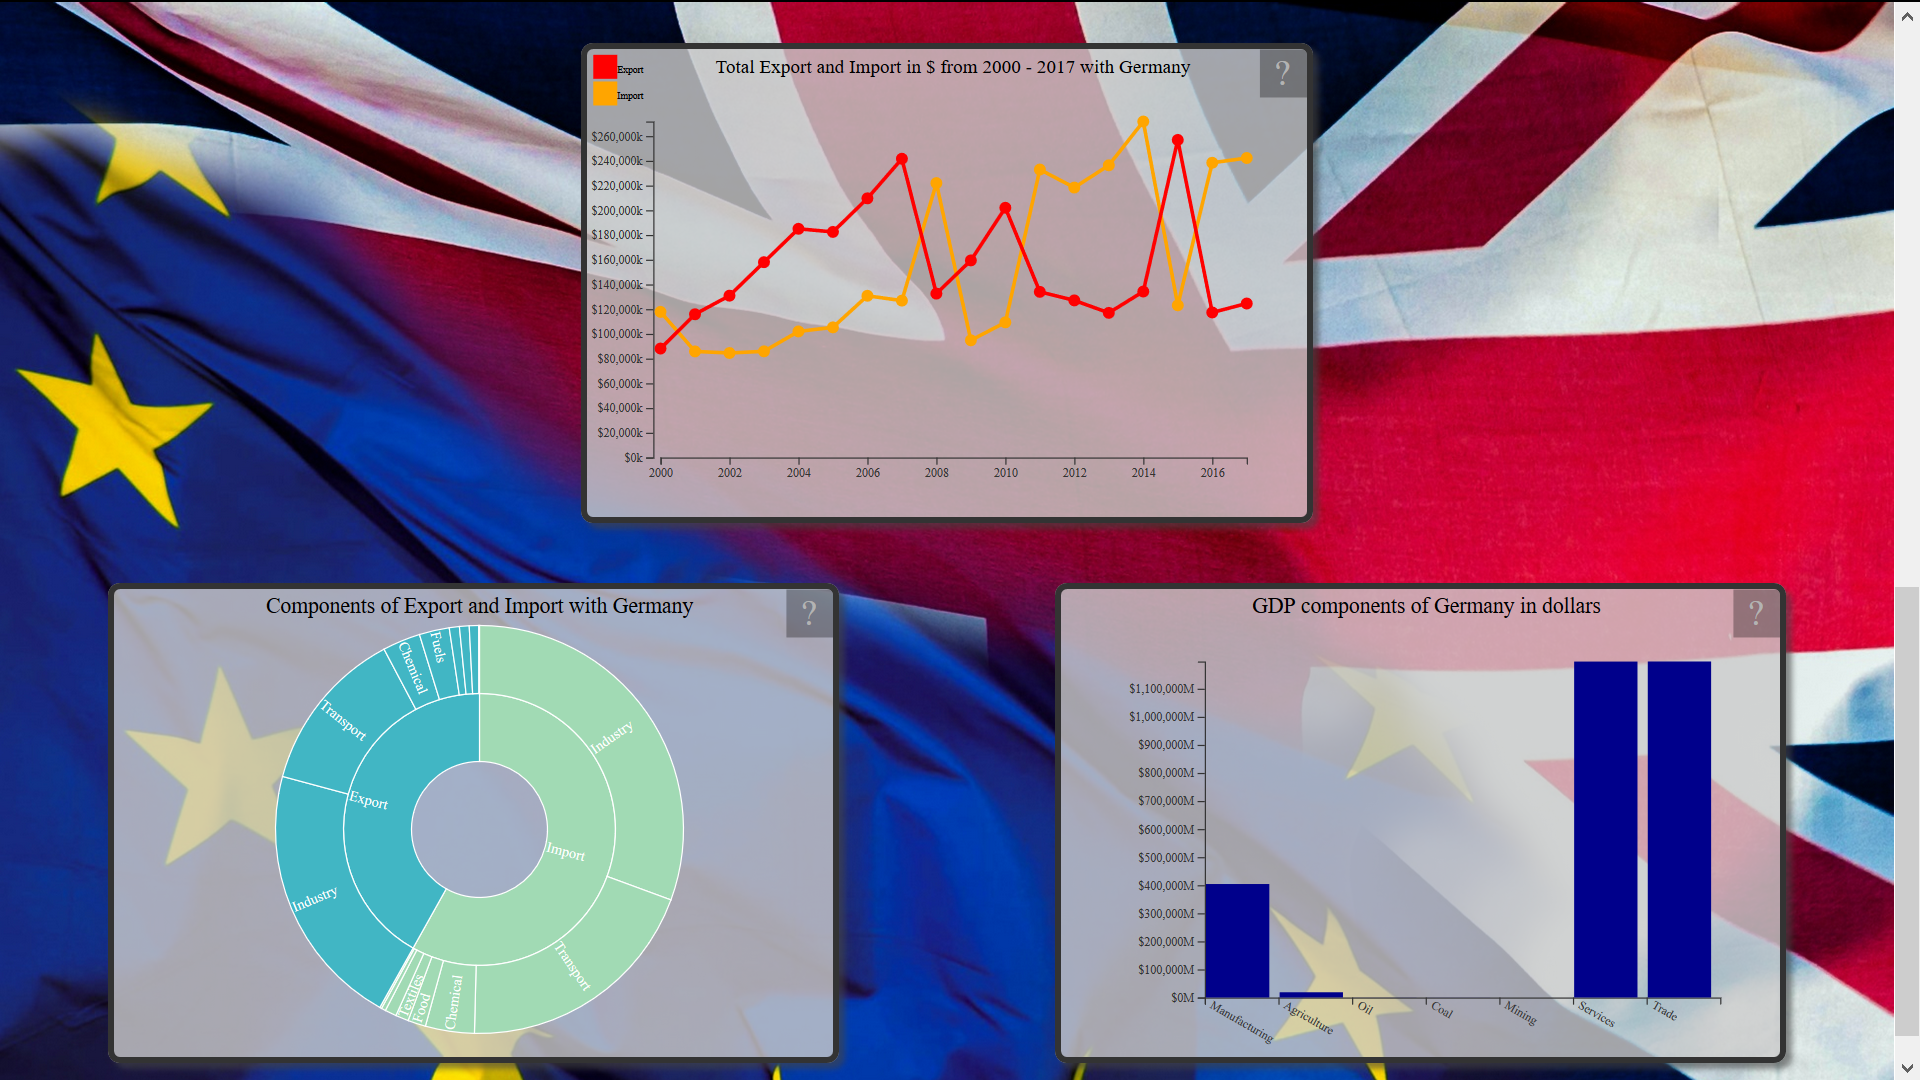 Total Export and Import in $ from 2000 - 2017 with Germany
?
Export
Import
$260,000k
$240,000k
$220,000k
$200,000k
$180,000k
$160,000k
$140,000k
$120,000k
$100,000k
$80,000k
$60,000k
$40,000k
$20,000k
$0k
2000 2002 2004 2006 2008 2010 2012 2014 2016
Components of Export and Import with Germany
?
Fuels
Chemical
Transport
Industry
Export
Import
Industry
Textiles
Food
Chemical
Transport
GDP components of Germany in dollars
?
$1,100,000M
$1,000,000M
$900,000M
$800,000M
$700,000M
$600,000M
$500,000M
$400,000M
$300,000M
$200,000M
$100,000M
$0M
Manufacturing Agriculture Oil Coal Mining Services Trade